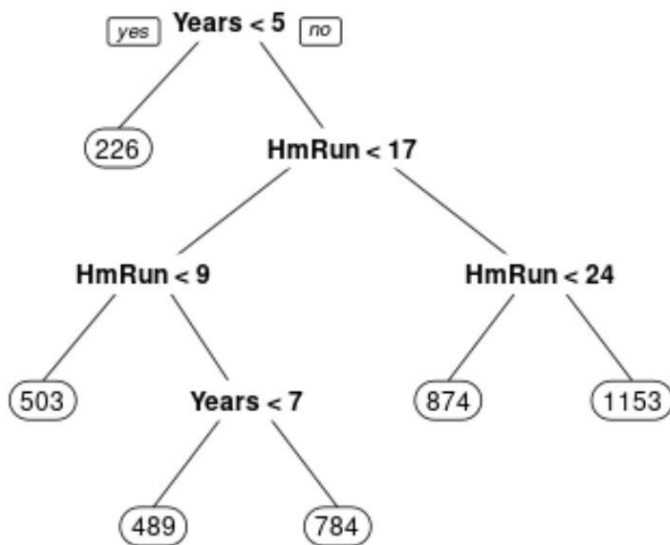 yes Years < 5 no
226 HmRun < 17
HmRun < 9 HmRun < 24
503 Years < 7 874 1153
489 784